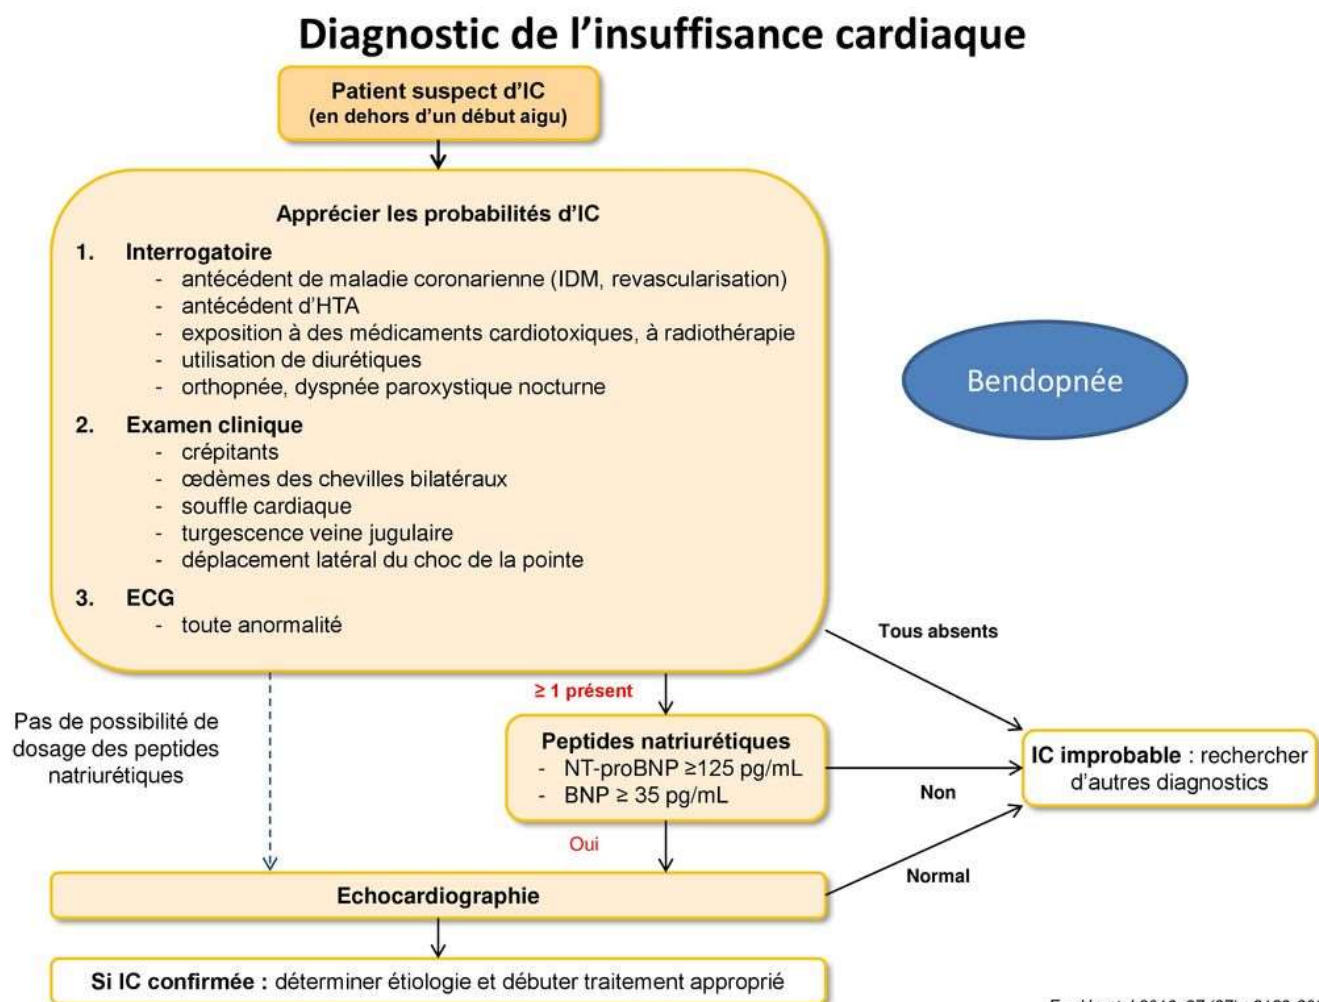 Diagnostic de l'insuffisance cardiaque
Patient suspect d'IC
(en dehors d'un début aigu)
Apprécier les probabilités d'IC
1. Interrogatoire
- antécédent de maladie coronarienne (IDM, revascularisation)
- antécédent d'HTA
- exposition à des médicaments cardiotoxiques, à radiothérapie
- utilisation de diurétiques
- orthopnée, dyspnée paroxystique nocturne
2. Examen clinique
- crépitants
- œdèmes des chevilles bilatéraux
- souffle cardiaque
- turgescence veine jugulaire
- déplacement latéral du choc de la pointe
3. ECG
- toute anormalité
Bendopnée
Tous absents
≥ 1 présent
Pas de possibilité de
dosage des peptides
natriurétiques
Peptides natriurétiques
- NT-proBNP ≥125 pg/mL
- BNP ≥ 35 pg/mL
Non
IC improbable : rechercher
d'autres diagnostics
Oui
Normal
Echocardiographie
Si IC confirmée : déterminer étiologie et débuter traitement approprié